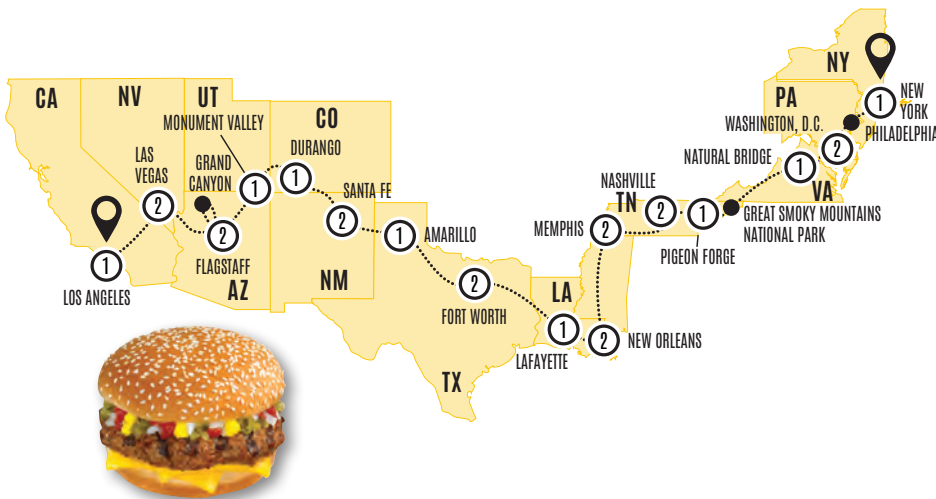 CA
NV
UT
MONUMENT VALLEY
CO
DURANGO
LAS
VEGAS
GRAND
CANYON
SANTA FE
1
2
2
1
1
2
1
AMARILLO
LOS ANGELES
FLAGSTAFF
AZ
NM
2
FORT WORTH
TX
LA
1
LAFAYETTE
2
NEW ORLEANS
MEMPHIS
2
NASHVILLE
TN
2
1
PIGEON FORGE
GREAT SMOKY MOUNTAINS
NATIONAL PARK
NATURAL BRIDGE
1
VA
WASHINGTON, D.C.
2
PA
PHILADELPHIA
NY
1
NEW
YORK